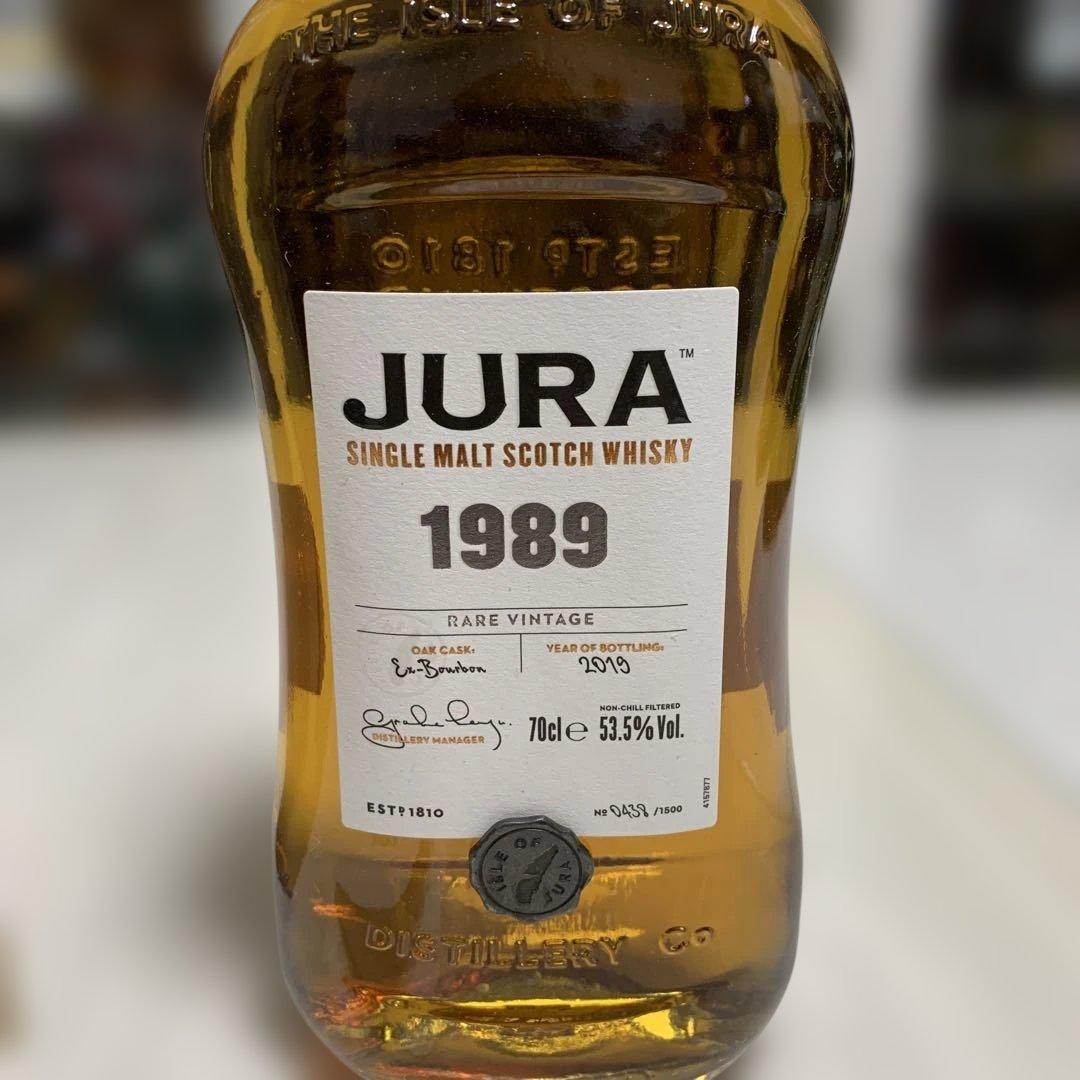 THE ISLE OF JURA
ESTD 1810
JURA™
SINGLE MALT SCOTCH WHISKY
1989
RARE VINTAGE
OAK CASK:
Ex-Bourbon
YEAR OF BOTTLING:
2019
DISTILLERY MANAGER
NON-CHILL FILTERED
70cl ℮ 53.5% Vol.
ESTD 1810
Nº 0438 /1500
4157877
ISLE OF JURA
DISTILLERY Co